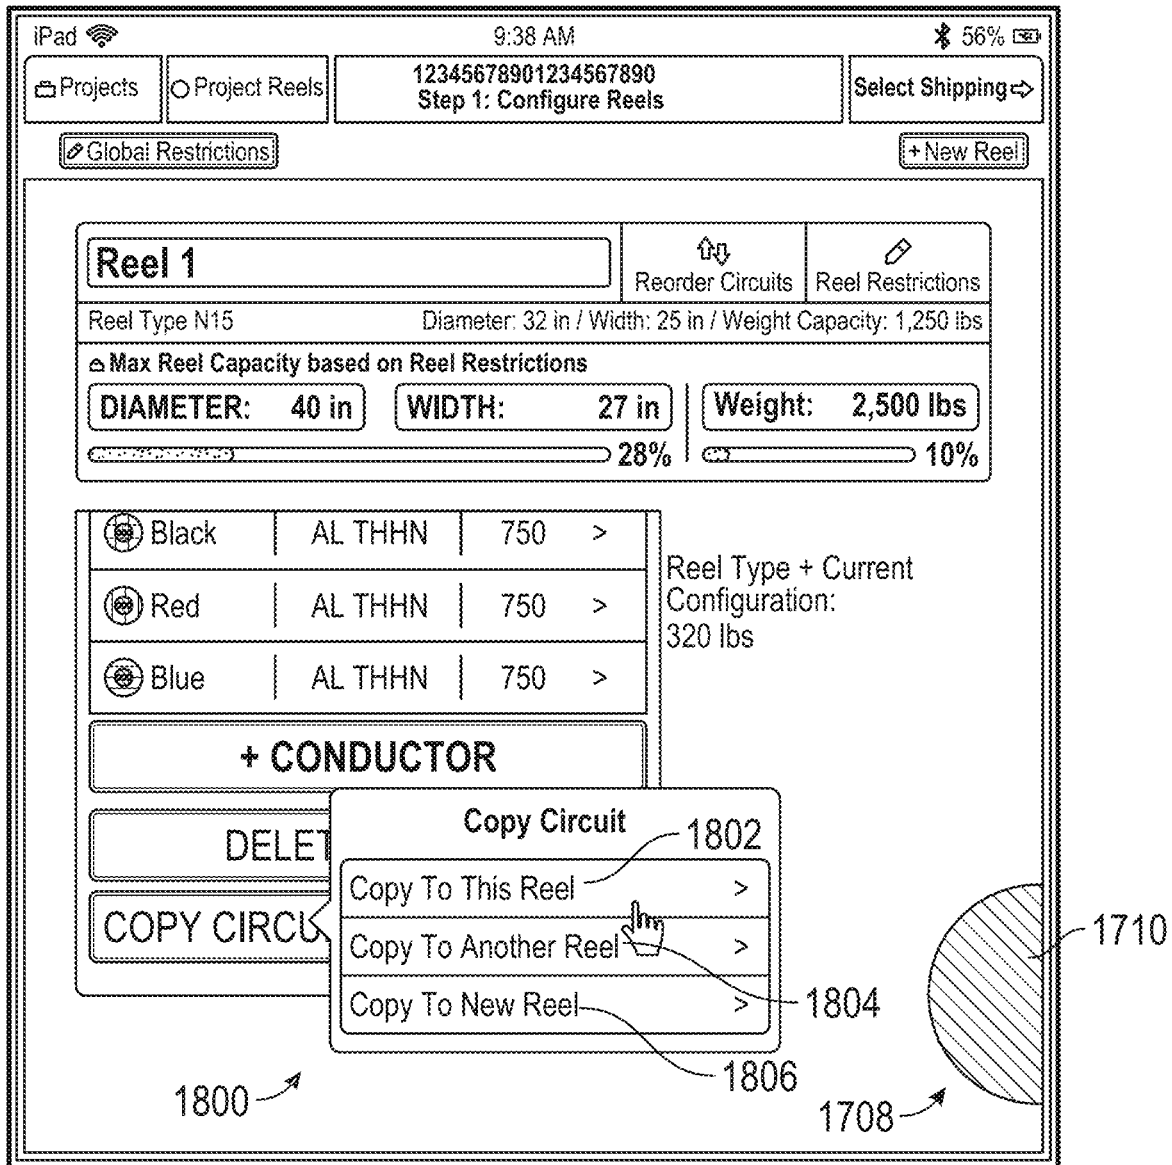 iPad 9:38 AM 56%
Projects Project Reels 12345678901234567890 Select Shipping
Step 1: Configure Reels
Global Restrictions + New Reel
Reel 1 Reorder Circuits Reel Restrictions
Reel Type N15 Diameter: 32 in / Width: 25 in / Weight Capacity: 1,250 lbs
Max Reel Capacity based on Reel Restrictions
DIAMETER: 40 in WIDTH: 27 in Weight: 2,500 lbs
28% 10%
Black AL THHN 750 >
Red AL THHN 750 >
Blue AL THHN 750 >
Reel Type + Current
Configuration:
320 lbs
+ CONDUCTOR
DELET
COPY CIRCU
Copy Circuit
1802
Copy To This Reel >
Copy To Another Reel >
Copy To New Reel >
1804
1806
1800
1710
1708